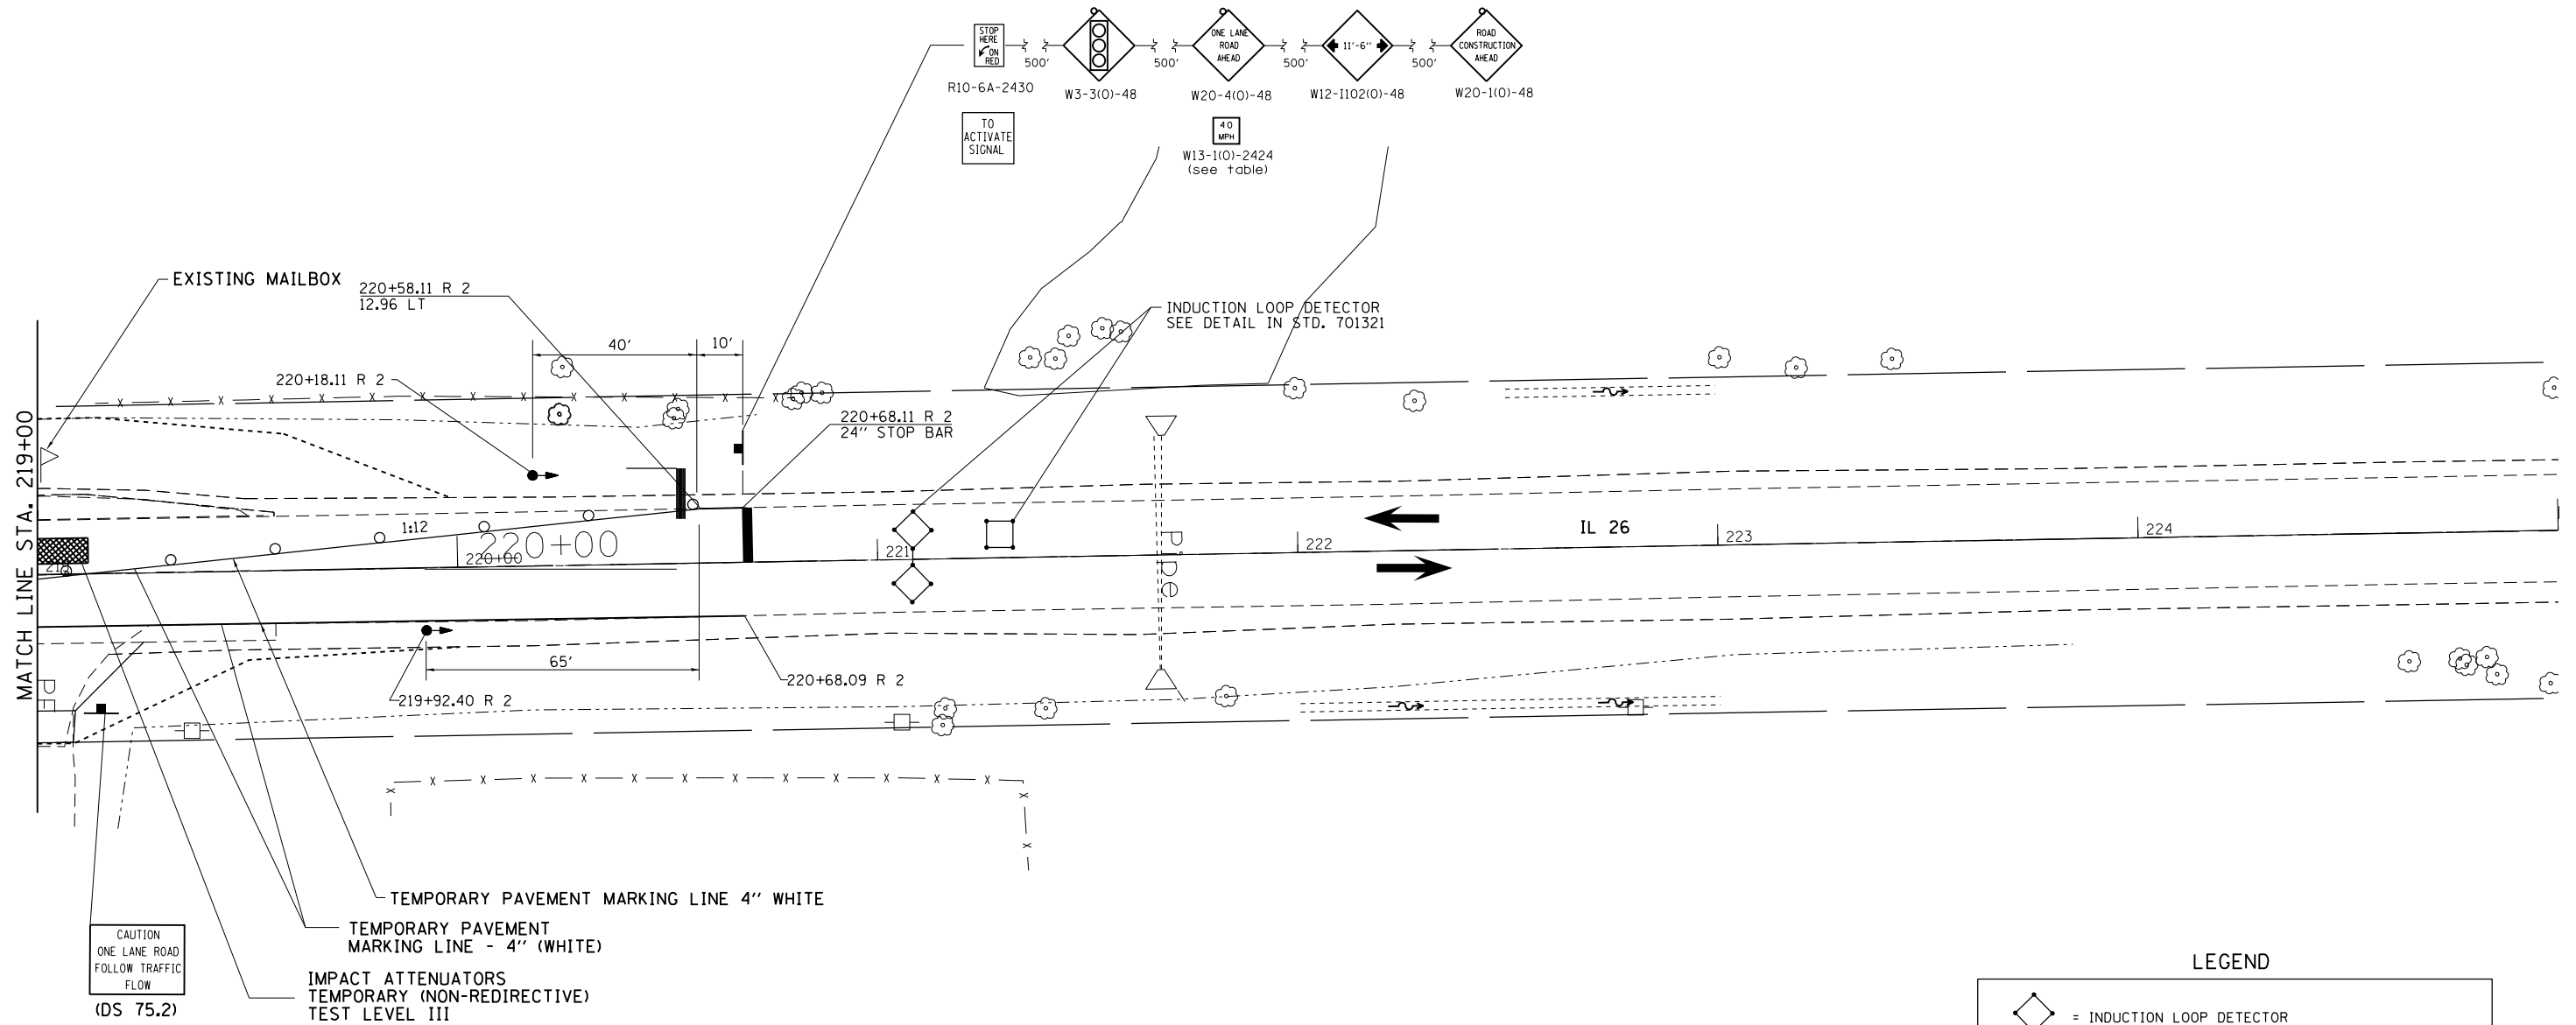 STOP
HERE
ON
RED
ONE LANE
ROAD
AHEAD
11'-6"
ROAD
CONSTRUCTION
AHEAD
500'
500'
500'
500'
R10-6A-2430
W3-3(O)-48
W20-4(O)-48
W12-I102(O)-48
W20-1(O)-48
TO
ACTIVATE
SIGNAL
40
MPH
W13-1(O)-2424
(see table)
EXISTING MAILBOX
220+58.11 R 2
12.96 LT
INDUCTION LOOP DETECTOR
SEE DETAIL IN STD. 701321
40'
10'
220+18.11 R 2
220+68.11 R 2
24" STOP BAR
MATCH LINE STA. 219+00
1:12
220+00
220+00
221
222
IL 26
223
224
Pipe
65'
219+92.40 R 2
220+68.09 R 2
PE
TEMPORARY PAVEMENT MARKING LINE 4" WHITE
TEMPORARY PAVEMENT
MARKING LINE - 4" (WHITE)
CAUTION
ONE LANE ROAD
FOLLOW TRAFFIC
FLOW
(DS 75.2)
IMPACT ATTENUATORS
TEMPORARY (NON-REDIRECTIVE)
TEST LEVEL III
LEGEND
= INDUCTION LOOP DETECTOR